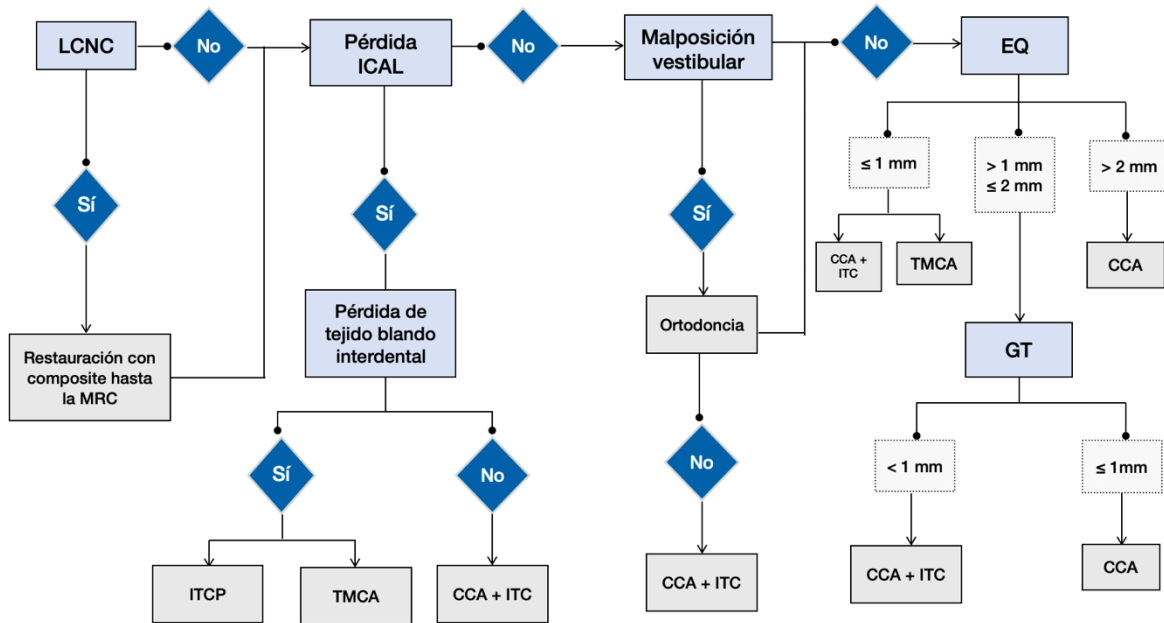 LCNC
No
Pérdida
ICAL
No
Malposición
vestibular
No
EQ
≤ 1 mm
> 1 mm
≤ 2 mm
> 2 mm
Sí
Sí
Sí
CCA +
ITC
TMCA
CCA
Pérdida de
tejido blando
interdental
Ortodoncia
Restauración con
composite hasta
la MRC
GT
Sí
No
No
< 1 mm
≤ 1mm
ITCP
TMCA
CCA + ITC
CCA + ITC
CCA + ITC
CCA